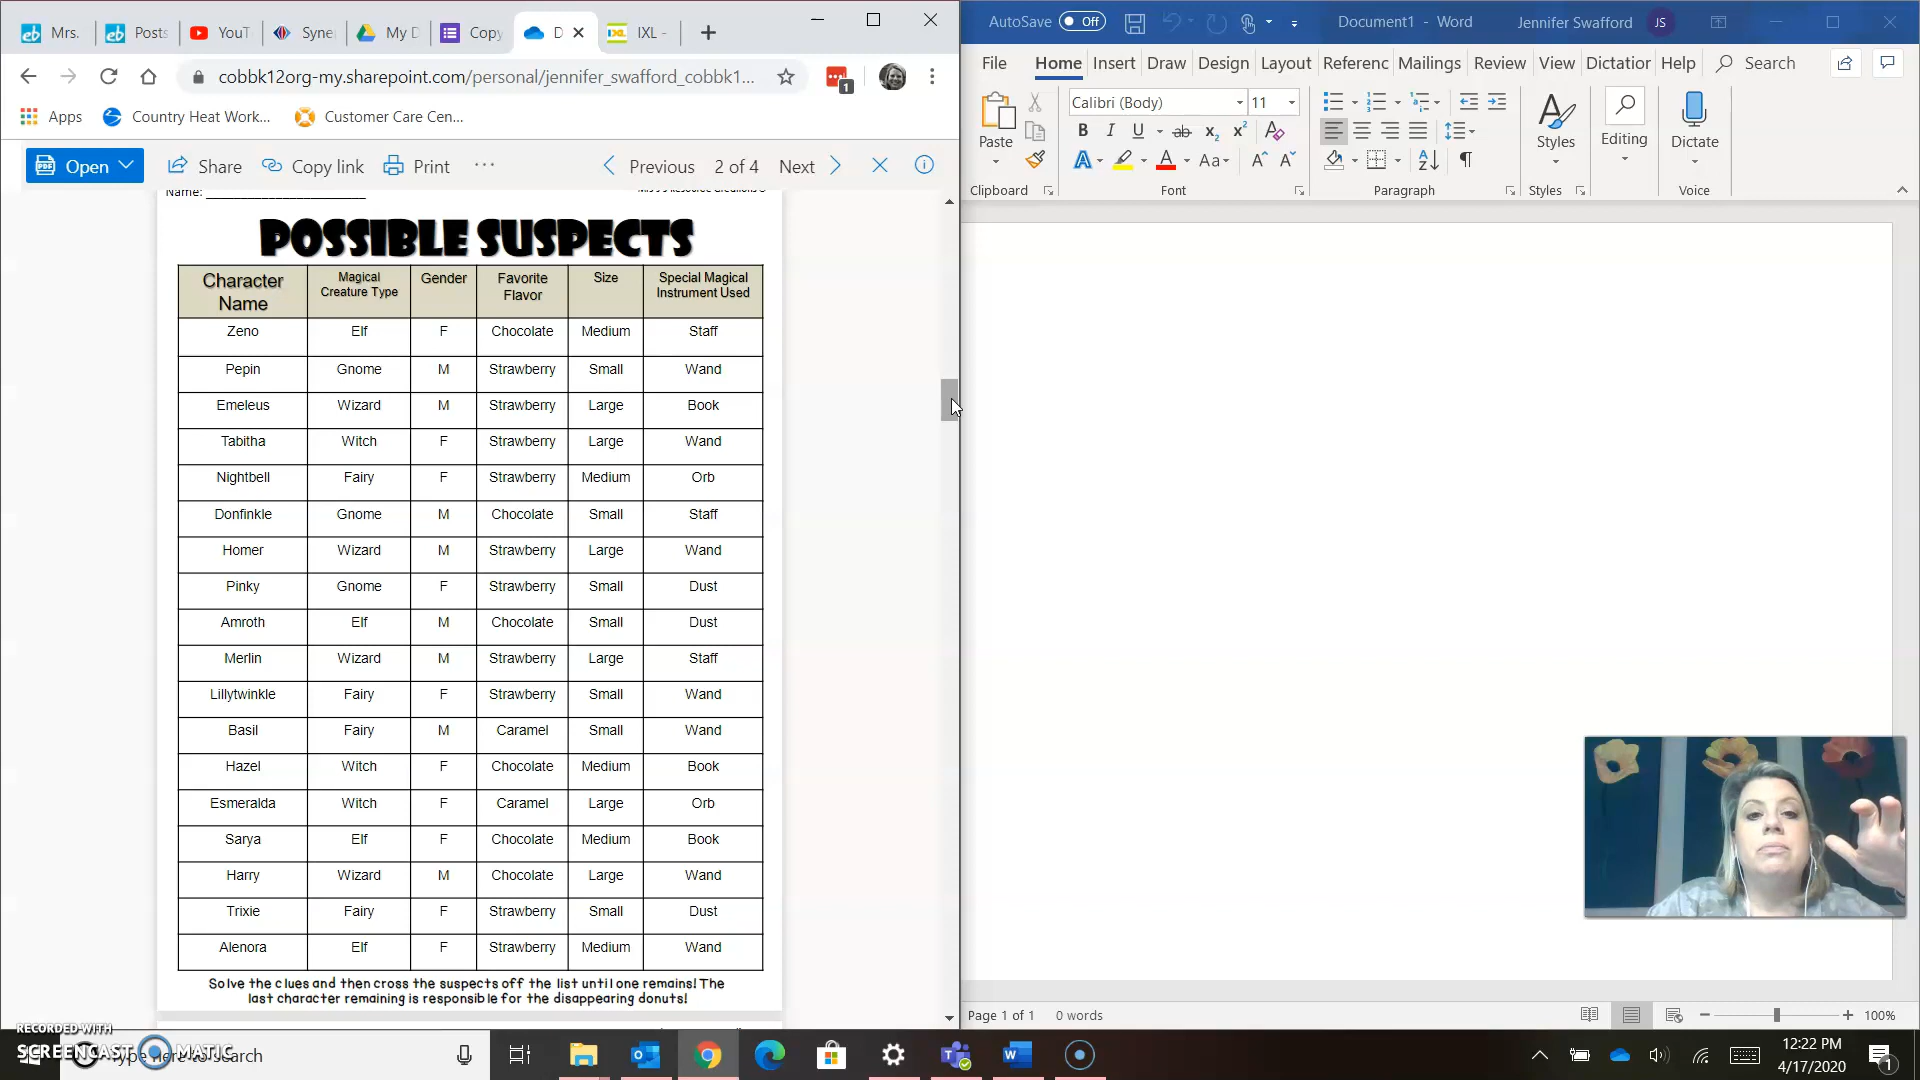 Mrs.
Posts
YouT
Syne
My D
Copy
D
IXL -
AutoSave Off
Document1 - Word
Jennifer Swafford
JS
cobbk12org-my.sharepoint.com/personal/jennifer_swafford_cobbk1...
1
File Home Insert Draw Design Layout Referenc Mailings Review View Dictation Help Search
Apps
Country Heat Work...
Customer Care Cen...
Calibri (Body) 11
Paste
Styles
Editing
Dictate
Clipboard Font Paragraph Styles Voice
Open Share Copy link Print ... Previous 2 of 4 Next
Name:
POSSIBLE SUSPECTS
Character Name Magical Creature Type Gender Favorite Flavor Size Special Magical Instrument Used
Zeno Elf F Chocolate Medium Staff
Pepin Gnome M Strawberry Small Wand
Emeleus Wizard M Strawberry Large Book
Tabitha Witch F Strawberry Large Wand
Nightbell Fairy F Strawberry Medium Orb
Donfinkle Gnome M Chocolate Small Staff
Homer Wizard M Strawberry Large Wand
Pinky Gnome F Strawberry Small Dust
Amroth Elf M Chocolate Small Dust
Merlin Wizard M Strawberry Large Staff
Lillytwinkle Fairy F Strawberry Small Wand
Basil Fairy M Caramel Small Wand
Hazel Witch F Chocolate Medium Book
Esmeralda Witch F Caramel Large Orb
Sarya Elf F Chocolate Medium Book
Harry Wizard M Chocolate Large Wand
Trixie Fairy F Strawberry Small Dust
Alenora Elf F Strawberry Medium Wand
Solve the clues and then cross the suspects off the list until one remains! The
last character remaining is responsible for the disappearing donuts!
Page 1 of 1 0 words
100%
RECORDED WITH
SCREENCAST MATIC
Type here to search
12:22 PM
4/17/2020
1